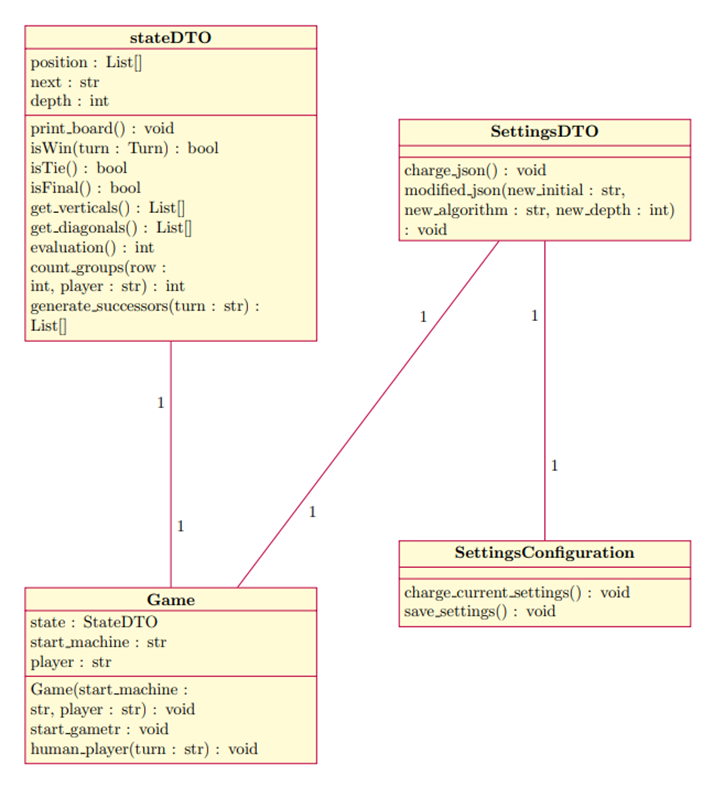 stateDTO
position : List[]
next : str
depth : int
print_board() : void
isWin(turn : Turn) : bool
isTie() : bool
isFinal() : bool
get_verticals() : List[]
get_diagonals() : List[]
evaluation() : int
count_groups(row :
int, player : str) : int
generate_successors(turn : str) :
List[]
SettingsDTO
charge_json() : void
modified_json(new_initial : str,
new_algorithm : str, new_depth : int)
: void
1
1
1
1
1
1
Game
state : StateDTO
start_machine : str
player : str
Game(start_machine :
str, player : str) : void
start_gametr : void
human_player(turn : str) : void
SettingsConfiguration
charge_current_settings() : void
save_settings() : void